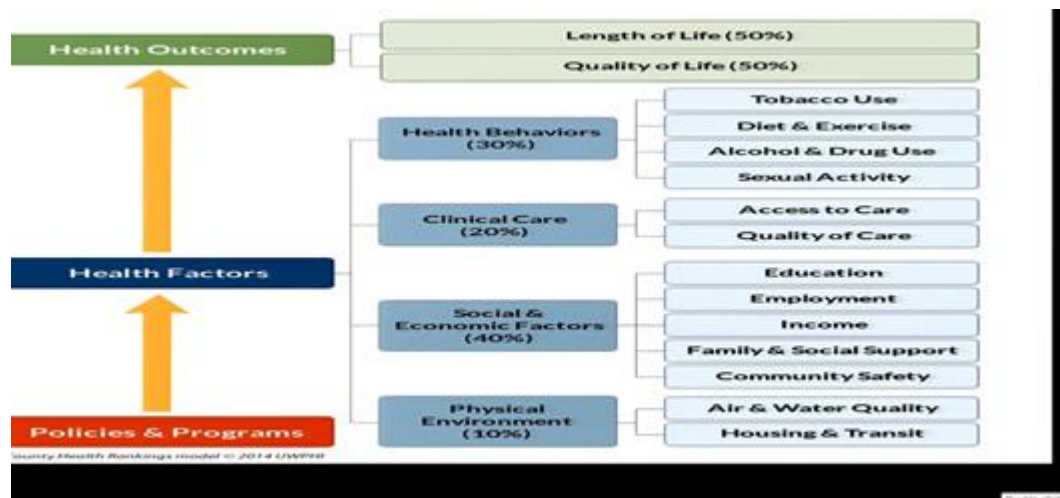 Health Outcomes
Length of Life (50%)
Quality of Life (50%)
Health Factors
Health Behaviors
(30%)
Tobacco Use
Diet & Exercise
Alcohol & Drug Use
Sexual Activity
Clinical Care
(20%)
Access to Care
Quality of Care
Social &
Economic Factors
(40%)
Education
Employment
Income
Family & Social Support
Community Safety
Physical
Environment
(10%)
Air & Water Quality
Housing & Transit
Policies & Programs
ounty Health Rankings model © 2014 UWPHI